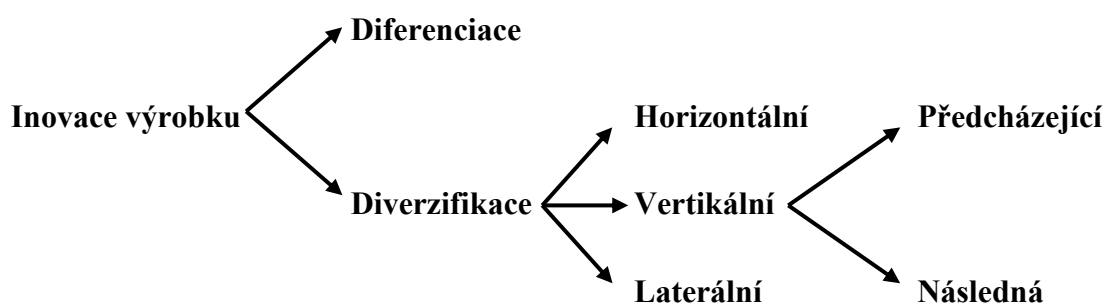 Diferenciace
Inovace výrobku
Horizontální
Předcházející
Diverzifikace
Vertikální
Laterální
Následná